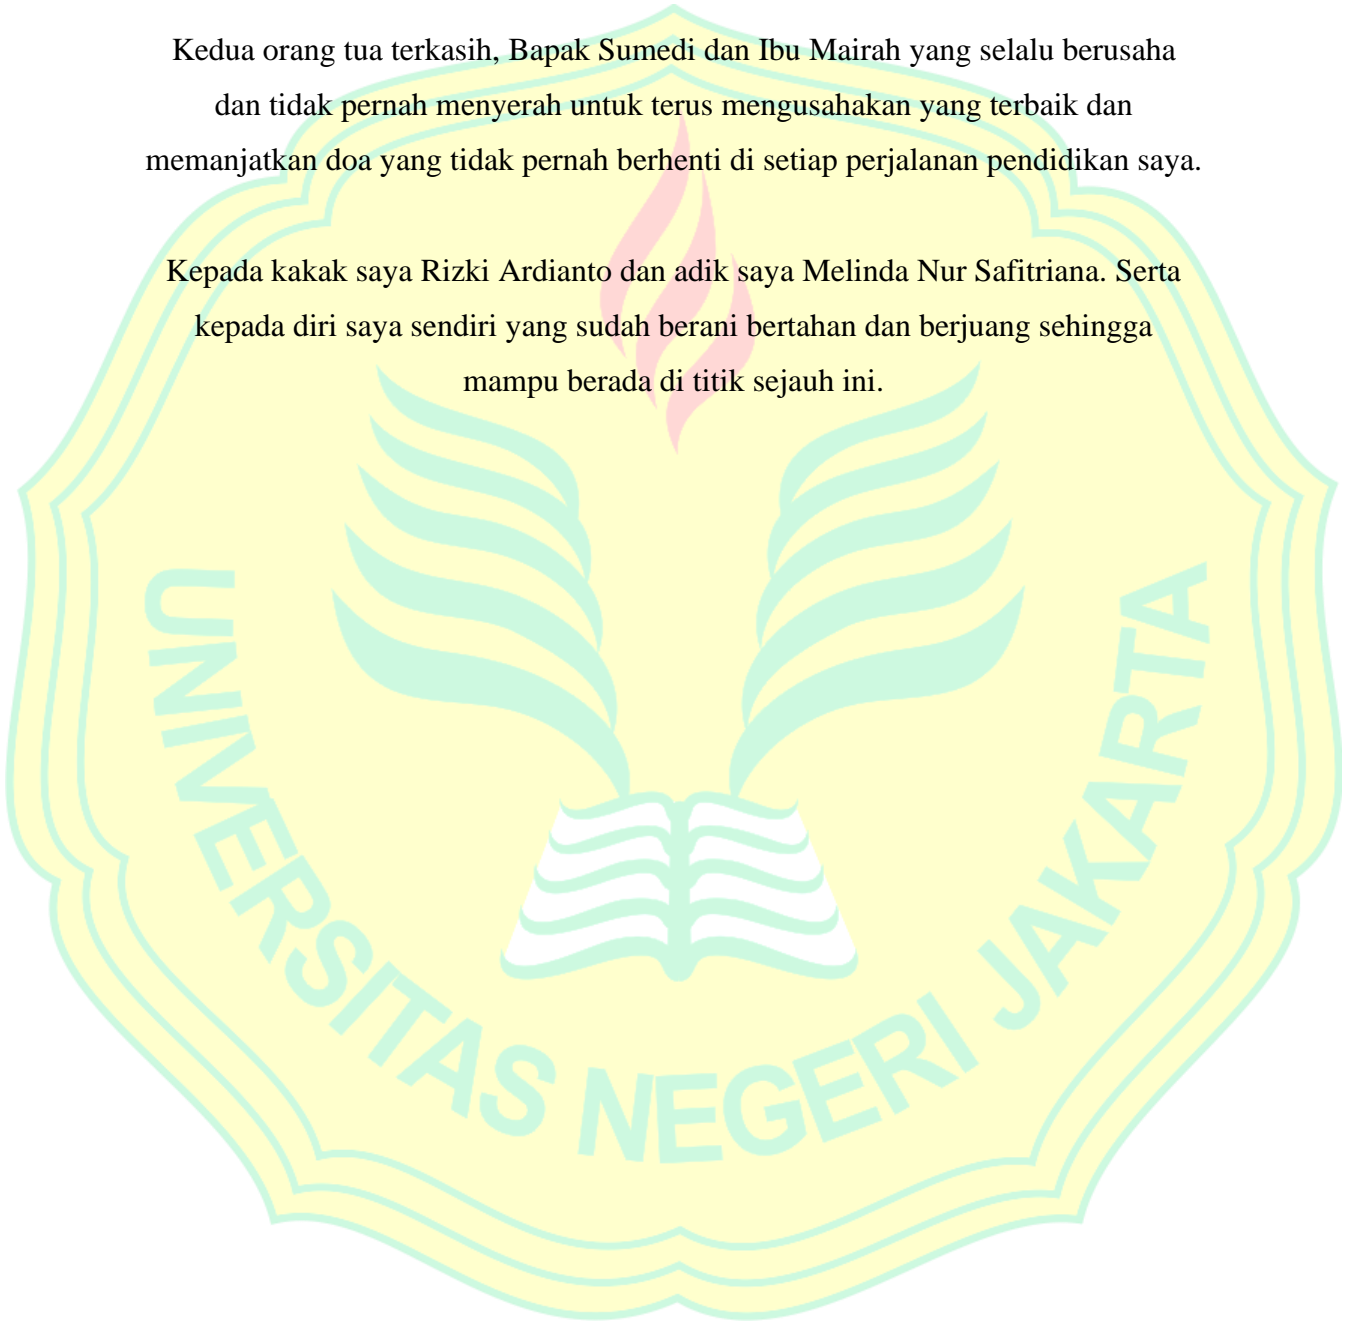 Kedua orang tua terkasih, Bapak Sumedi dan Ibu Mairah yang selalu berusaha
dan tidak pernah menyerah untuk terus mengusahakan yang terbaik dan
memanjatkan doa yang tidak pernah berhenti di setiap perjalanan pendidikan saya.
Kepada kakak saya Rizki Ardianto dan adik saya Melinda Nur Safitriana. Serta
kepada diri saya sendiri yang sudah berani bertahan dan berjuang sehingga
mampu berada di titik sejauh ini.
UNIVERSITAS NEGERI JAKARTA